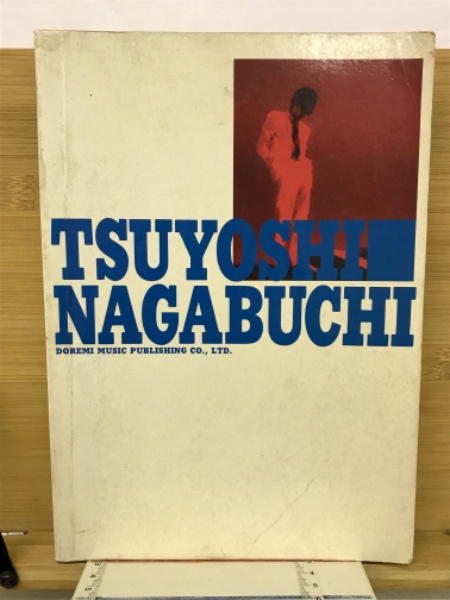 TSUYOSHI
NAGABUCHI
DOREMI MUSIC PUBLISHING CO., LTD.